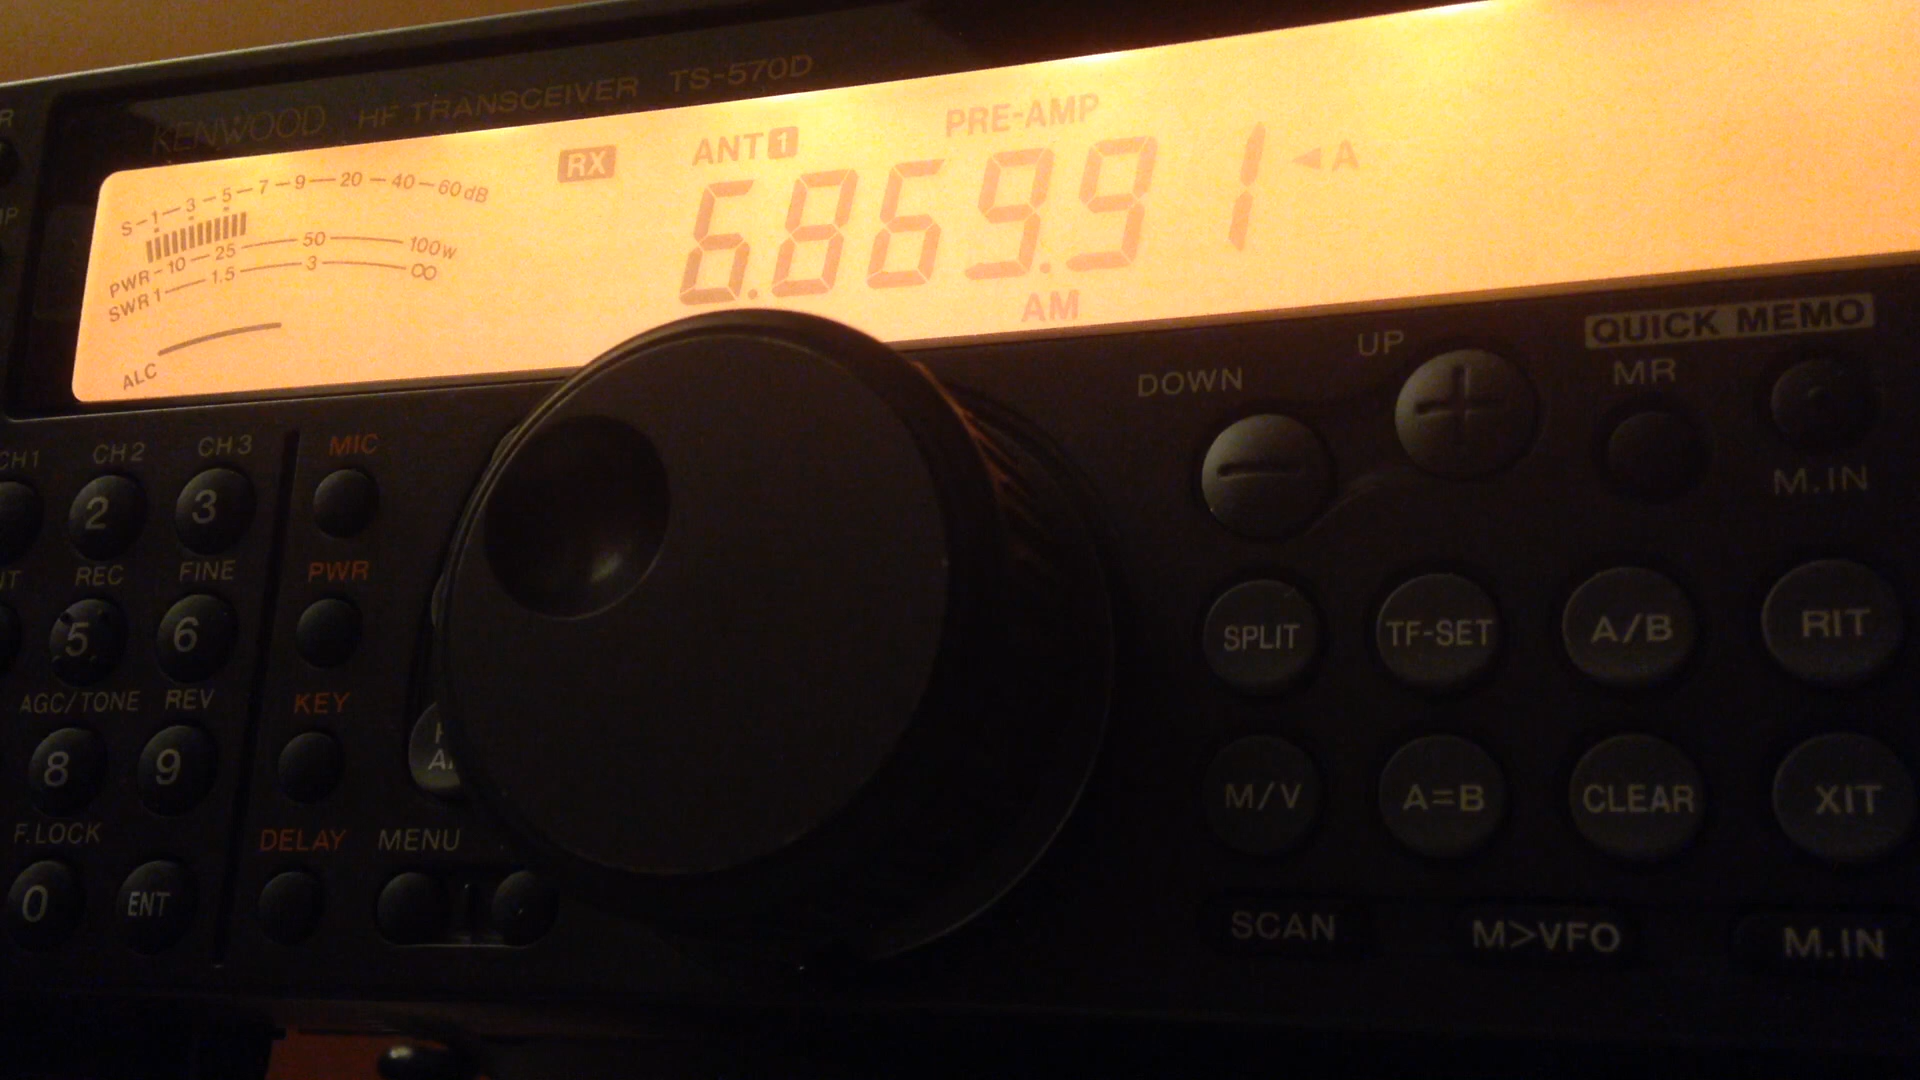 KENWOOD HF TRANSCEIVER TS-570D
RX ANT 1 PRE-AMP
S-1-3-5-7-9-20-40-60dB
6.869.91 ◄A
PWR-10-25-50-100W
SWR 1-1.5-3-∞
AM
ALC
DOWN UP QUICK MEMO
MR M.IN
CH1 CH2 CH3 MIC
2 3
REC FINE PWR
5 6
AGC/TONE REV KEY
8 9
F.LOCK DELAY MENU
0 ENT
SPLIT TF-SET A/B RIT
M/V A=B CLEAR XIT
SCAN M>VFO M.IN